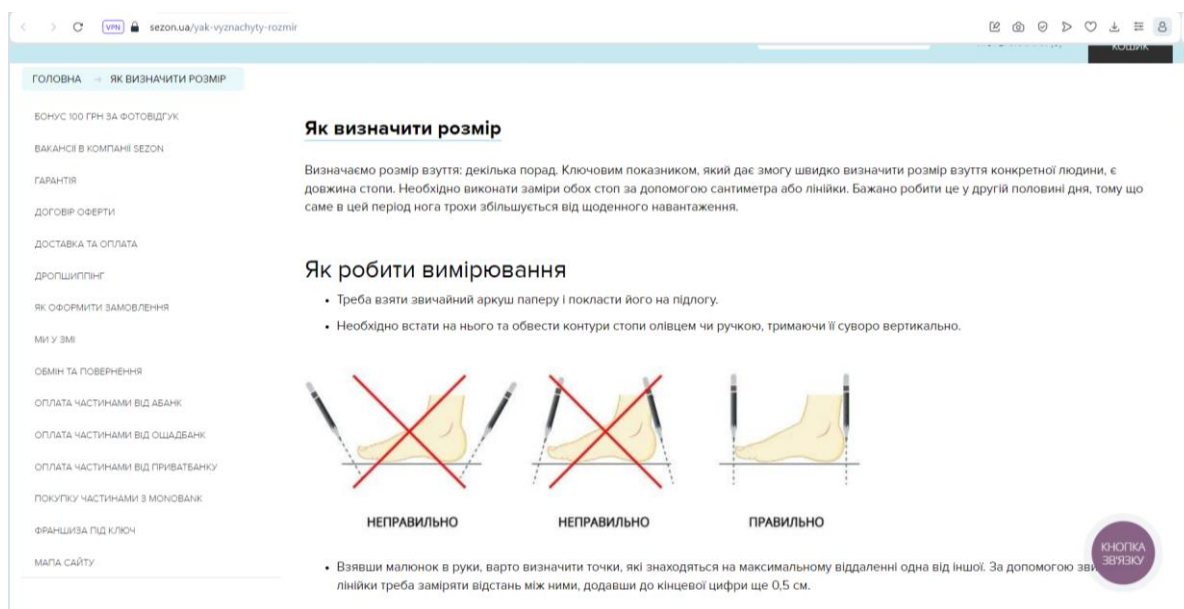 VPN
sezon.ua/yak-vyznachyty-rozmir
КОШИК
ГОЛОВНА → ЯК ВИЗНАЧИТИ РОЗМІР
БОНУС 100 ГРН ЗА ФОТОВІДГУК
ВАКАНСІЇ В КОМПАНІЇ SEZON
ГАРАНТІЯ
ДОГОВІР ОФЕРТИ
ДОСТАВКА ТА ОПЛАТА
ДРОПШИППІНГ
ЯК ОФОРМИТИ ЗАМОВЛЕННЯ
МИ У ЗМІ
ОБМІН ТА ПОВЕРНЕННЯ
ОПЛАТА ЧАСТИНАМИ ВІД АБАНК
ОПЛАТА ЧАСТИНАМИ ВІД ОЩАДБАНК
ОПЛАТА ЧАСТИНАМИ ВІД ПРИВАТБАНКУ
ПОКУПКУ ЧАСТИНАМИ З MONOBANK
ФРАНШИЗА ПІД КЛЮЧ
МАПА САЙТУ
Як визначити розмір
Визначаємо розмір взуття: декілька порад. Ключовим показником, який дає змогу швидко визначити розмір взуття конкретної людини, є
довжина стопи. Необхідно виконати заміри обох стоп за допомогою сантиметра або лінійки. Бажано робити це у другій половині дня, тому що
саме в цей період нога трохи збільшується від щоденного навантаження.
Як робити вимірювання
• Треба взяти звичайний аркуш паперу і покласти його на підлогу.
• Необхідно встати на нього та обвести контури стопи олівцем чи ручкою, тримаючи її суворо вертикально.
НЕПРАВИЛЬНО НЕПРАВИЛЬНО ПРАВИЛЬНО
• Взявши малюнок в руки, варто визначити точки, які знаходяться на максимальному віддаленні одна від іншої. За допомогою
лінійки треба заміряти відстань між ними, додавши до кінцевої цифри ще 0,5 см.
КНОПКА
ЗВ'ЯЗКУ